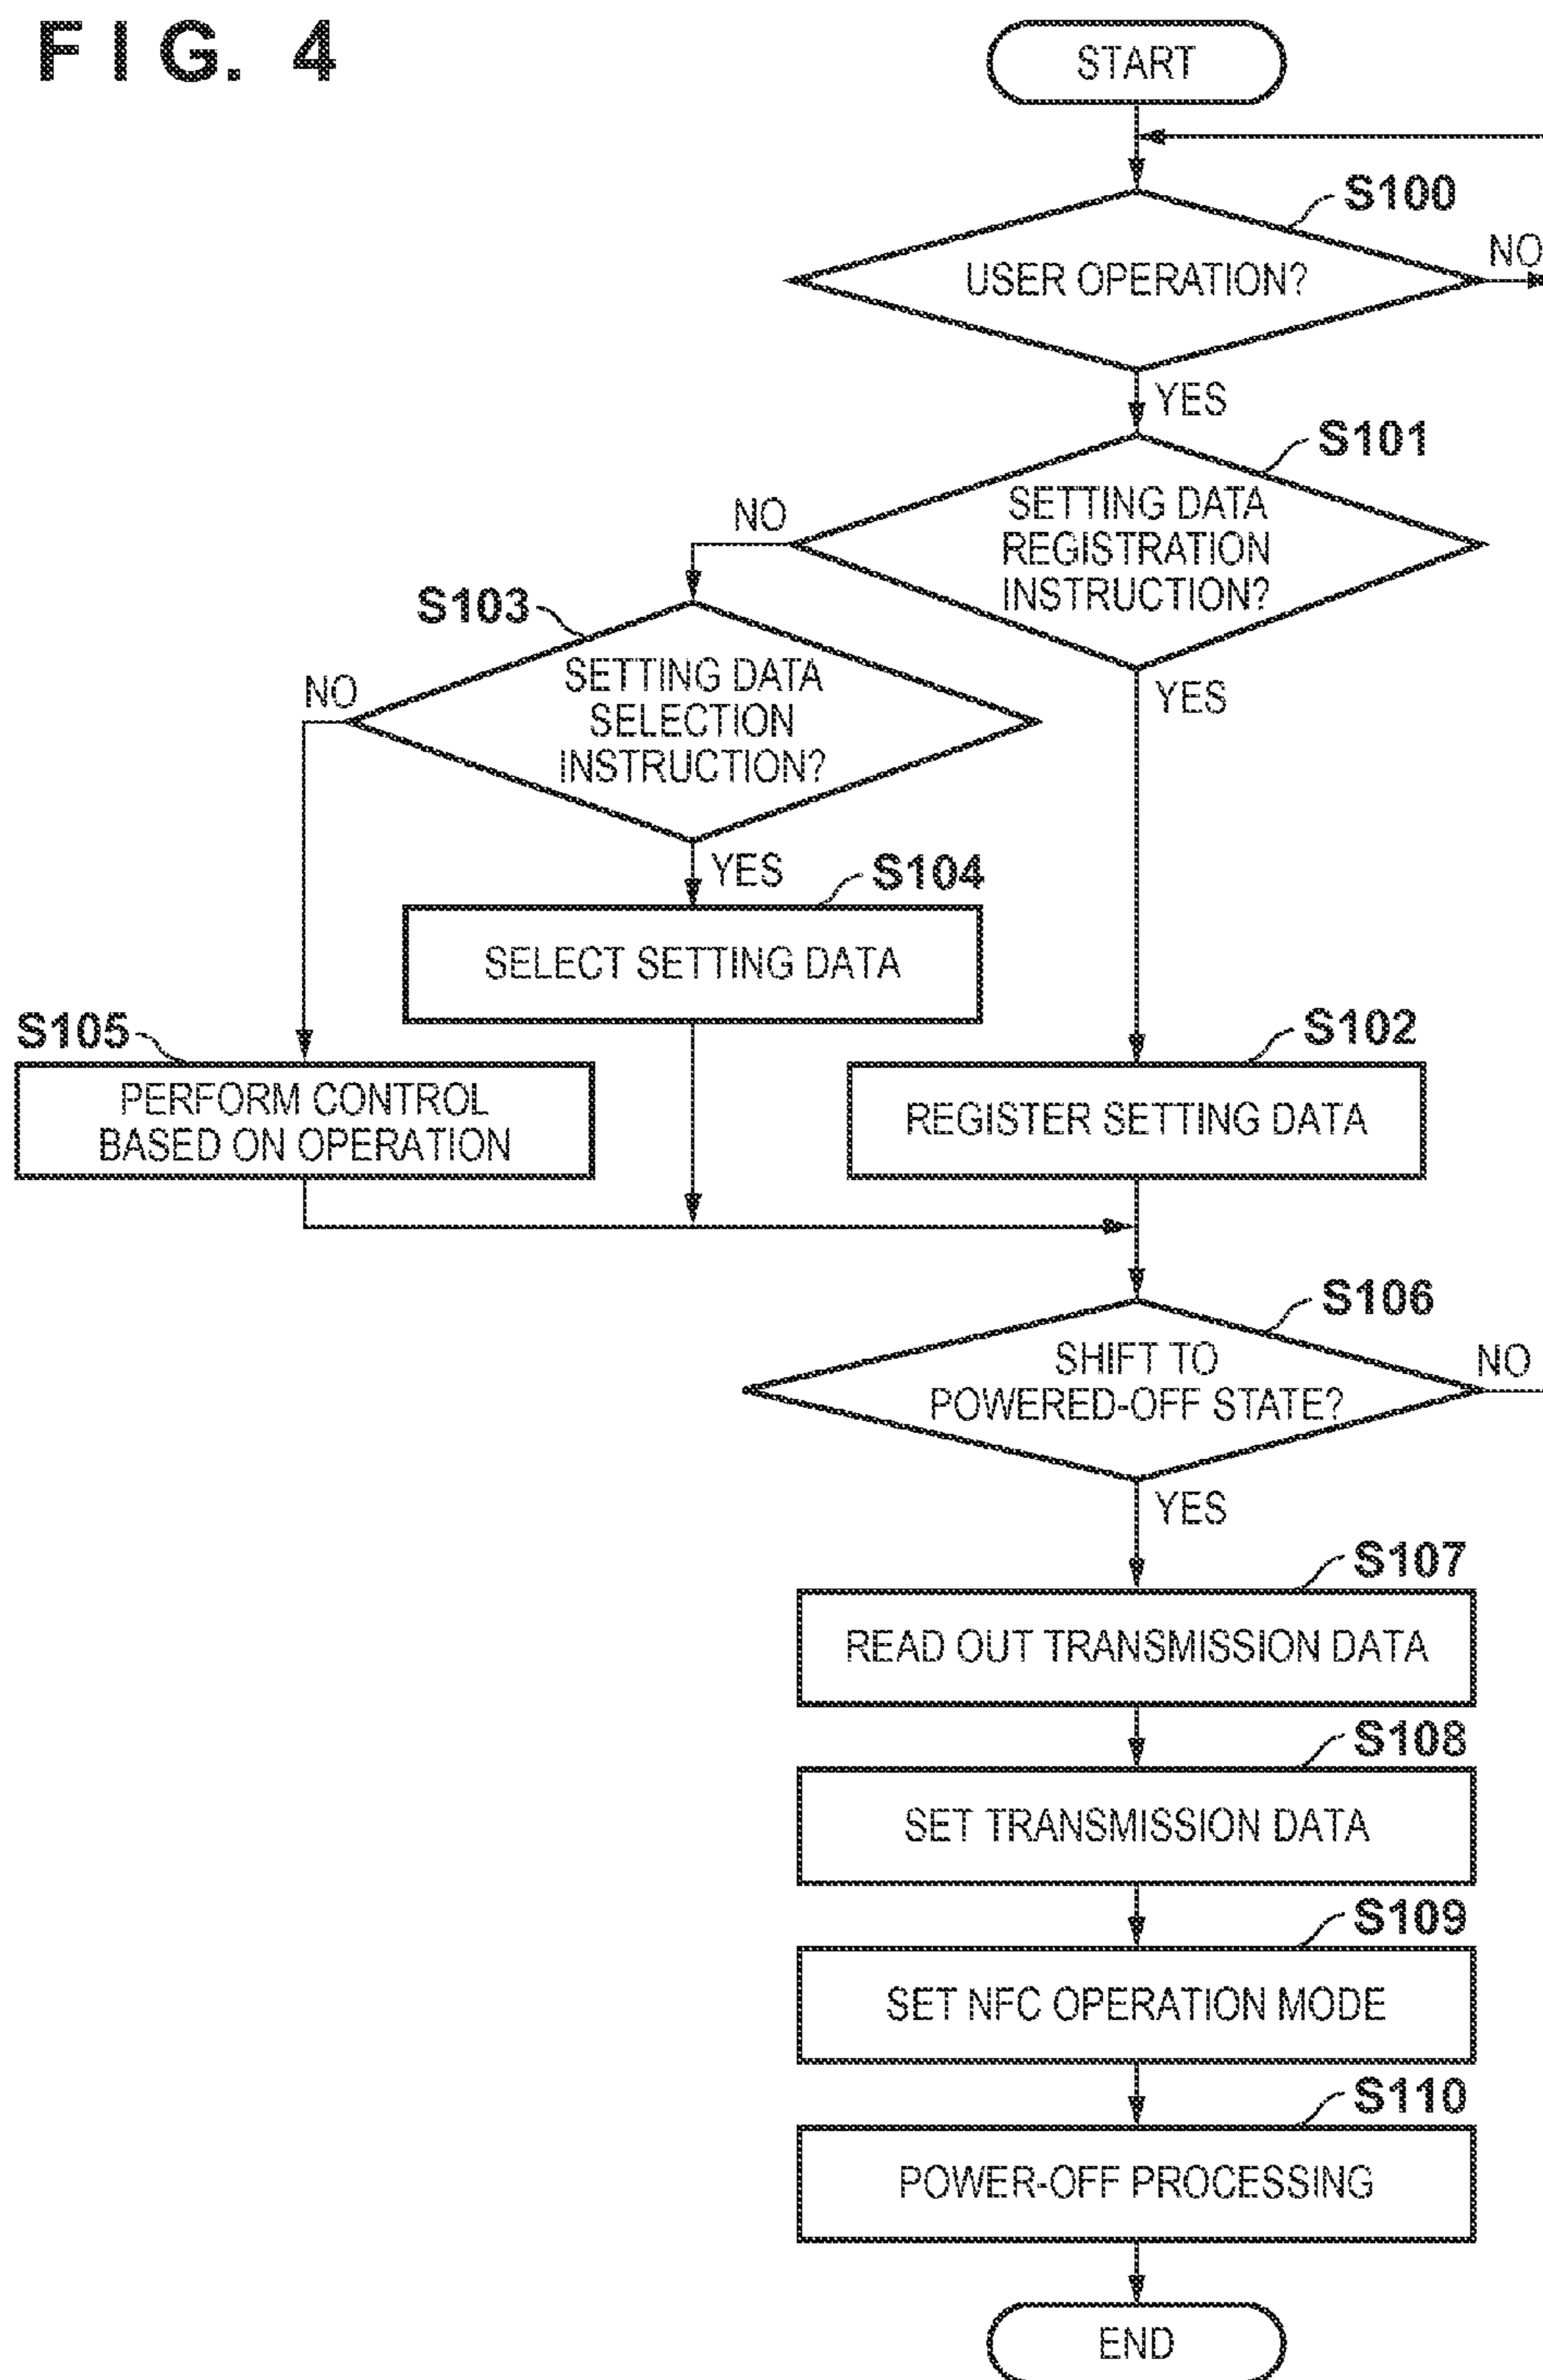 FIG. 4
START
S100
USER OPERATION?
NO
YES
S101
SETTING DATA
REGISTRATION
INSTRUCTION?
NO
YES
S103
SETTING DATA
SELECTION
INSTRUCTION?
NO
YES
S104
SELECT SETTING DATA
S105
PERFORM CONTROL
BASED ON OPERATION
S102
REGISTER SETTING DATA
S106
SHIFT TO
POWERED-OFF STATE?
NO
YES
S107
READ OUT TRANSMISSION DATA
S108
SET TRANSMISSION DATA
S109
SET NFC OPERATION MODE
S110
POWER-OFF PROCESSING
END